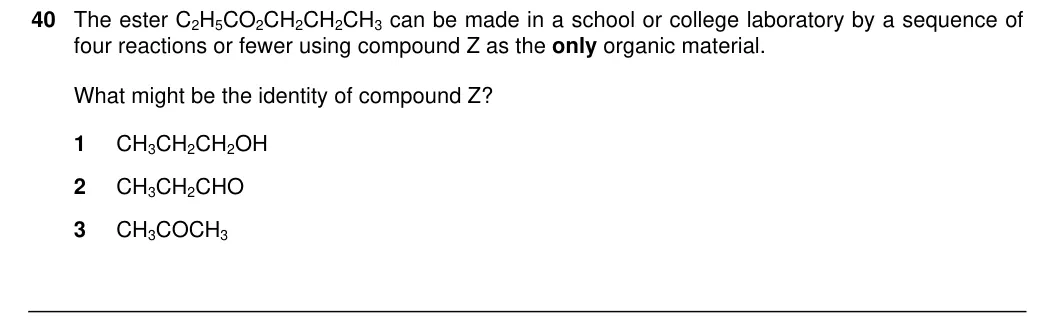 40 The ester C₂H₅CO₂CH₂CH₂CH₃ can be made in a school or college laboratory by a sequence of
four reactions or fewer using compound Z as the only organic material.
What might be the identity of compound Z?
1 CH₃CH₂CH₂OH
2 CH₃CH₂CHO
3 CH₃COCH₃